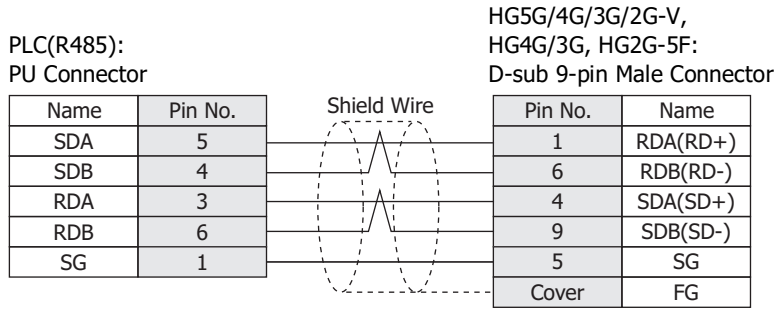 PLC(R485):
PU Connector
HG5G/4G/3G/2G-V,
HG4G/3G, HG2G-5F:
D-sub 9-pin Male Connector
Name Pin No. Shield Wire Pin No. Name
SDA 5 1 RDA(RD+)
SDB 4 6 RDB(RD-)
RDA 3 4 SDA(SD+)
RDB 6 9 SDB(SD-)
SG 1 5 SG
Cover FG